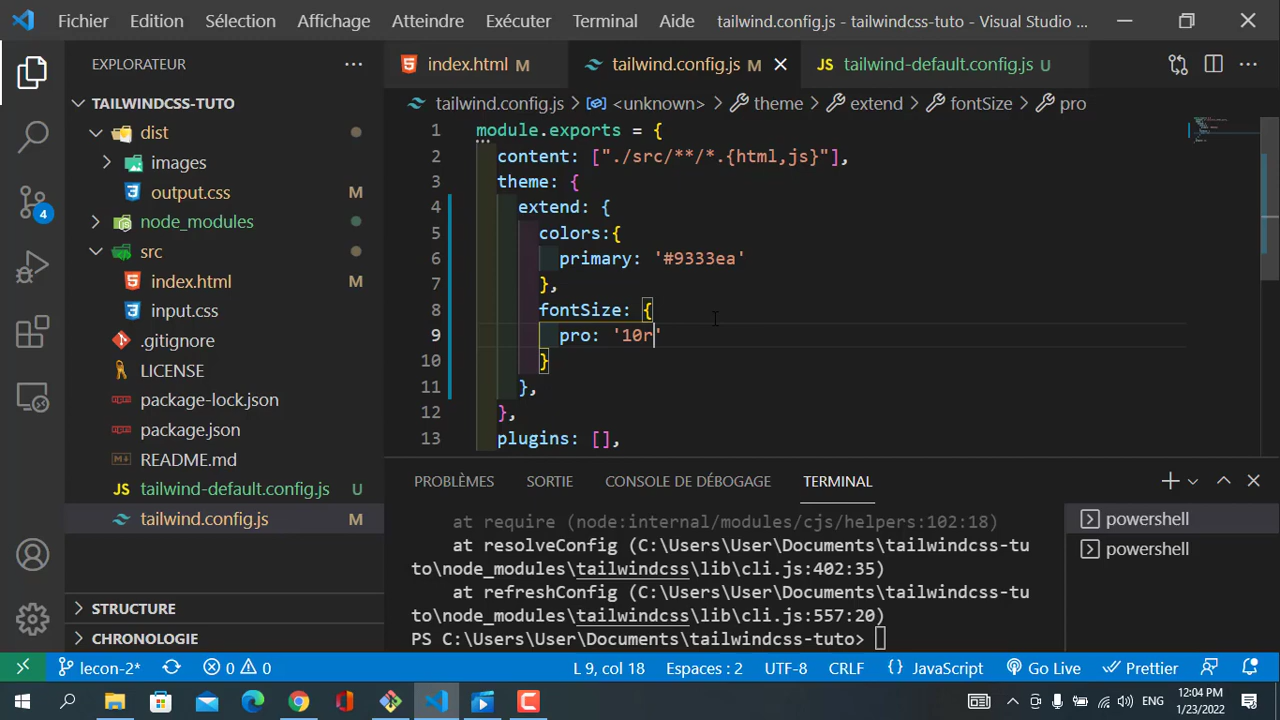 Fichier Edition Sélection Affichage Atteindre Exécuter Terminal Aide tailwind.config.js - tailwindcss-tuto - Visual Studio ...
EXPLORATEUR
index.html M
tailwind.config.js M
tailwind-default.config.js U
TAILWINDCSS-TUTO
tailwind.config.js > <unknown> > theme > extend > fontSize > pro
dist
images
output.css M
node_modules
src
index.html M
input.css
.gitignore
LICENSE
package-lock.json
package.json
README.md
tailwind-default.config.js U
tailwind.config.js M
STRUCTURE
CHRONOLOGIE
4
1 module.exports = {
2 content: ["./src/**/*.{html,js}"],
3 theme: {
4 extend: {
5 colors:{
6 primary: '#9333ea'
7 },
8 fontSize: {
9 pro: '10r'
10 }
11 },
12 },
13 plugins: [],
PROBLÈMES SORTIE CONSOLE DE DÉBOGAGE TERMINAL
at require (node:internal/modules/cjs/helpers:102:18)
at resolveConfig (C:\Users\User\Documents\tailwindcss-tu
to\node_modules\tailwindcss\lib\cli.js:402:35)
at refreshConfig (C:\Users\User\Documents\tailwindcss-tu
to\node_modules\tailwindcss\lib\cli.js:557:20)
PS C:\Users\User\Documents\tailwindcss-tuto>
powershell
powershell
lecon-2* 0 0 L 9, col 18 Espaces : 2 UTF-8 CRLF {} JavaScript Go Live Prettier
ENG
12:04 PM
1/23/2022